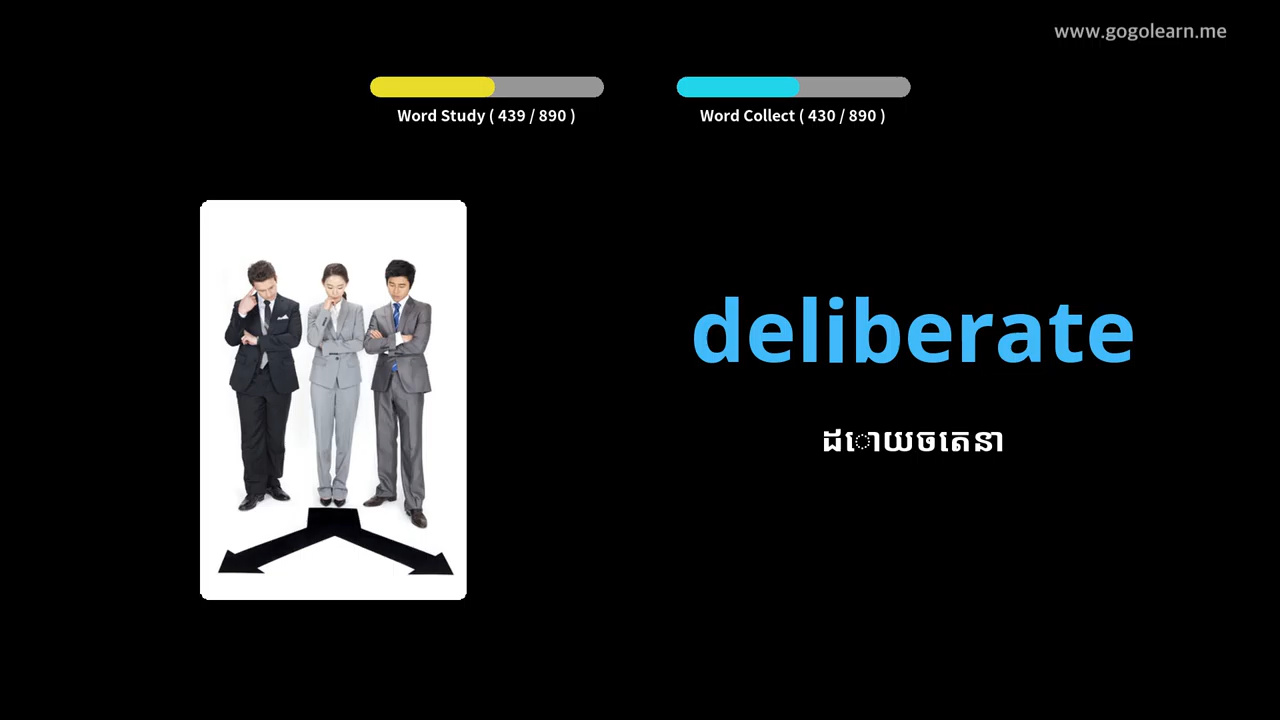 www.gogolearn.me
Word Study ( 439 / 890 )
Word Collect ( 430 / 890 )
deliberate
ដោយចតេនា